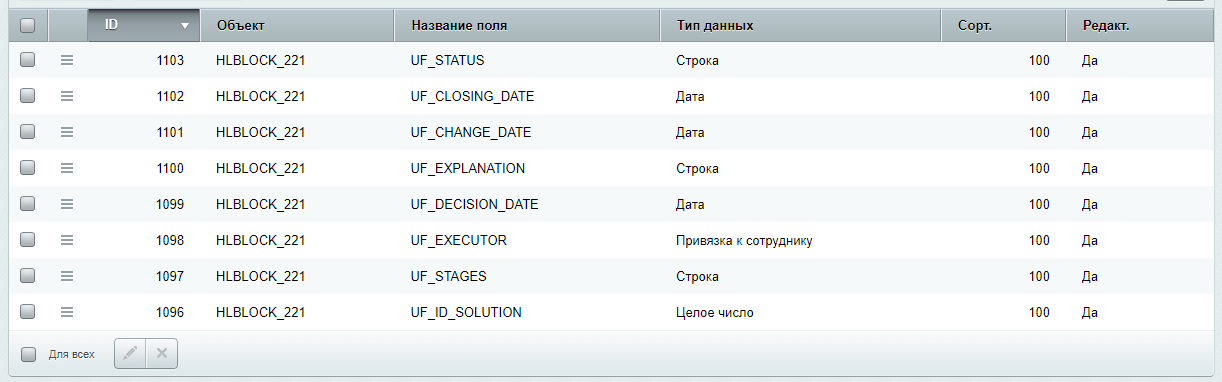 ID Объект Название поля Тип данных Сорт. Редакт.
1103 HLBLOCK_221 UF_STATUS Строка 100 Да
1102 HLBLOCK_221 UF_CLOSING_DATE Дата 100 Да
1101 HLBLOCK_221 UF_CHANGE_DATE Дата 100 Да
1100 HLBLOCK_221 UF_EXPLANATION Строка 100 Да
1099 HLBLOCK_221 UF_DECISION_DATE Дата 100 Да
1098 HLBLOCK_221 UF_EXECUTOR Привязка к сотруднику 100 Да
1097 HLBLOCK_221 UF_STAGES Строка 100 Да
1096 HLBLOCK_221 UF_ID_SOLUTION Целое число 100 Да
Для всех